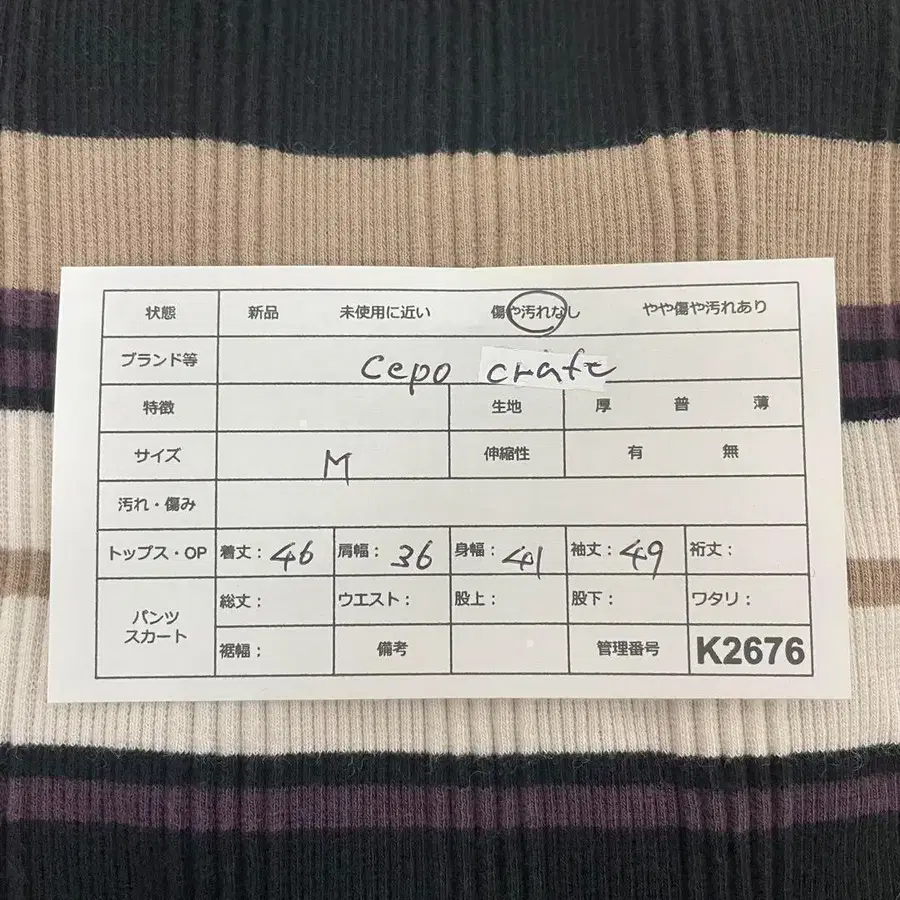 状態 新品 未使用に近い 傷や汚れなし やや傷や汚れあり
ブランド等 cepo craft
特徴 生地 厚 普 薄
サイズ M 伸縮性 有 無
汚れ・傷み
トップス・OP 着丈: 46 肩幅: 36 身幅: 41 袖丈: 49 裄丈:
パンツ スカート 総丈: ウエスト: 股上: 股下: ワタリ:
裾幅: 備考 管理番号 K2676